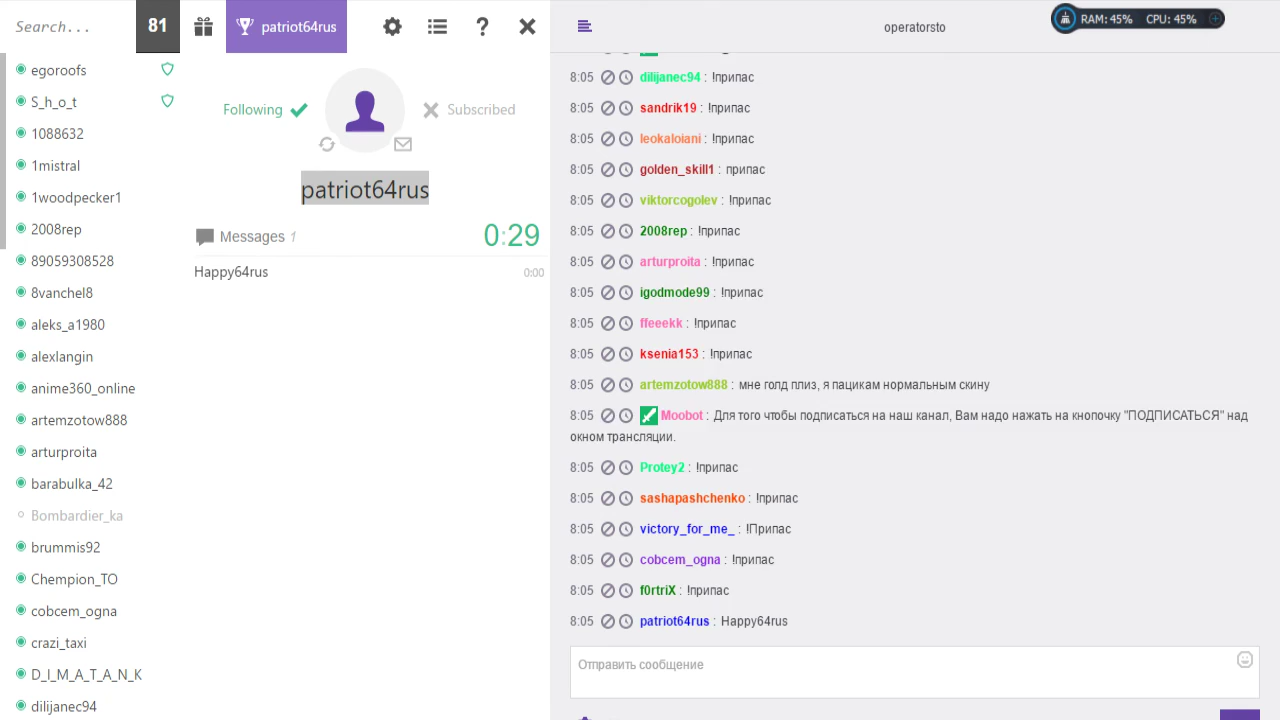 Search...
81
patriot64rus
?
egoroofs
S_h_o_t
1088632
1mistral
1woodpecker1
2008rep
89059308528
8vanchel8
aleks_a1980
alexlangin
anime360_online
artemzotow888
arturproita
barabulka_42
Bombardier_ka
brummis92
Chempion_TO
cobcem_ogna
crazi_taxi
D_I_M_A_T_A_N_K
dilijanec94
Following
Subscribed
patriot64rus
Messages 1
0:29
Happy64rus 0:00
operatorsto
RAM: 45% CPU: 45%
8:05 dilijanec94 : !припас
8:05 sandrik19 : !припас
8:05 leokaloiani : !припас
8:05 golden_skill1 : припас
8:05 viktorcogolev : !припас
8:05 2008rep : !припас
8:05 arturproita : !припас
8:05 igodmode99 : !припас
8:05 ffeeekk : !припас
8:05 ksenia153 : !припас
8:05 artemzotow888 : мне голд плиз, я пацикам нормальным скину
8:05 Moobot : Для того чтобы подписаться на наш канал, Вам надо нажать на кнопочку "ПОДПИСАТЬСЯ" над
окном трансляции.
8:05 Protey2 : !припас
8:05 sashapashchenko : !припас
8:05 victory_for_me_ : !Припас
8:05 cobcem_ogna : !припас
8:05 f0rtriX : !припас
8:05 patriot64rus : Happy64rus
Отправить сообщение